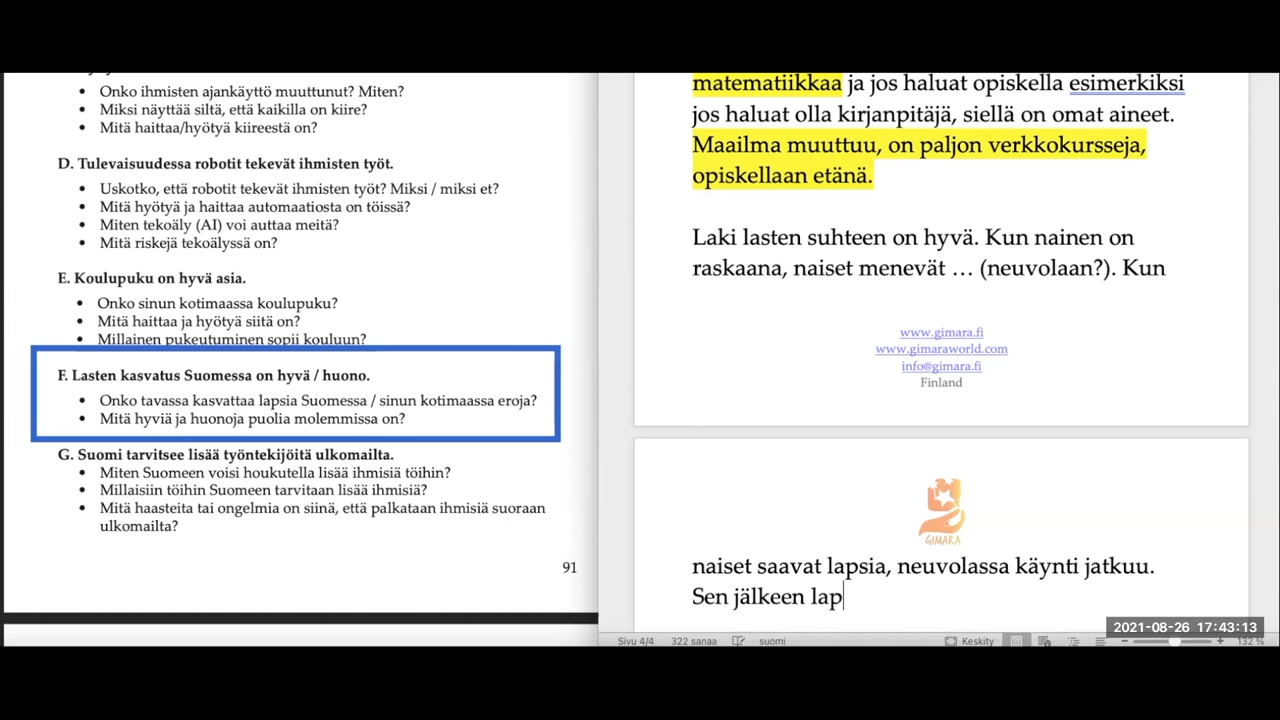 Onko ihmisten ajankäyttö muuttunut? Miten?
Miksi näyttää siltä, että kaikilla on kiire?
Mitä haittaa/hyötyä kiireestä on?
D. Tulevaisuudessa robotit tekevät ihmisten työt.
Uskotko, että robotit tekevät ihmisten työt? Miksi / miksi et?
Mitä hyötyä ja haittaa automaatiosta on töissä?
Miten tekoäly (AI) voi auttaa meitä?
Mitä riskejä tekoälyssä on?
E. Koulupuku on hyvä asia.
Onko sinun kotimaassa koulupuku?
Mitä haittaa ja hyötyä siitä on?
Millainen pukeutuminen sopii kouluun?
F. Lasten kasvatus Suomessa on hyvä / huono.
Onko tavassa kasvattaa lapsia Suomessa / sinun kotimaassa eroja?
Mitä hyviä ja huonoja puolia molemmissa on?
G. Suomi tarvitsee lisää työntekijöitä ulkomailta.
Miten Suomeen voisi houkutella lisää ihmisiä töihin?
Millaisiin töihin Suomeen tarvitaan lisää ihmisiä?
Mitä haasteita tai ongelmia on siinä, että palkataan ihmisiä suoraan
ulkomailta?
91
matematiikkaa ja jos haluat opiskella esimerkiksi
jos haluat olla kirjanpitäjä, siellä on omat aineet.
Maailma muuttuu, on paljon verkkokursseja,
opiskellaan etänä.
Laki lasten suhteen on hyvä. Kun nainen on
raskaana, naiset menevät … (neuvolaan?). Kun
www.gimara.fi
www.gimaraworld.com
info@gimara.fi
Finland
GIMARA
naiset saavat lapsia, neuvolassa käynti jatkuu.
Sen jälkeen lap
2021-08-26 17:43:13
Sivu 4/4 322 sanaa suomi Keskity 132 %